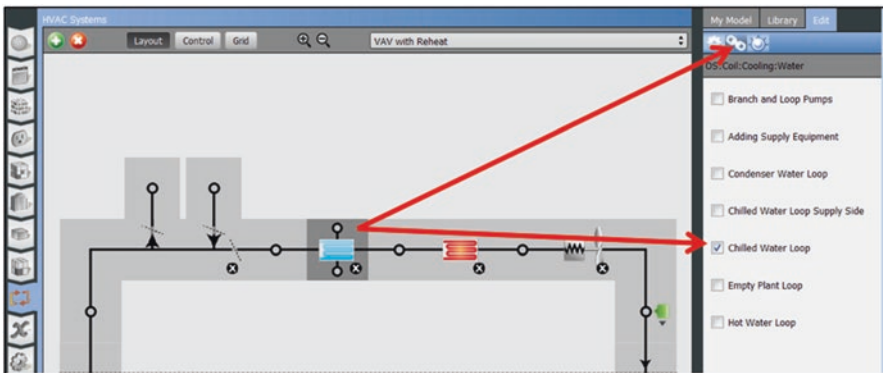 HVAC Systems
Layout Control Grid
VAV with Reheat
My Model Library Edit
OS:Coil:Cooling:Water
Branch and Loop Pumps
Adding Supply Equipment
Condenser Water Loop
Chilled Water Loop Supply Side
Chilled Water Loop
Empty Plant Loop
Hot Water Loop